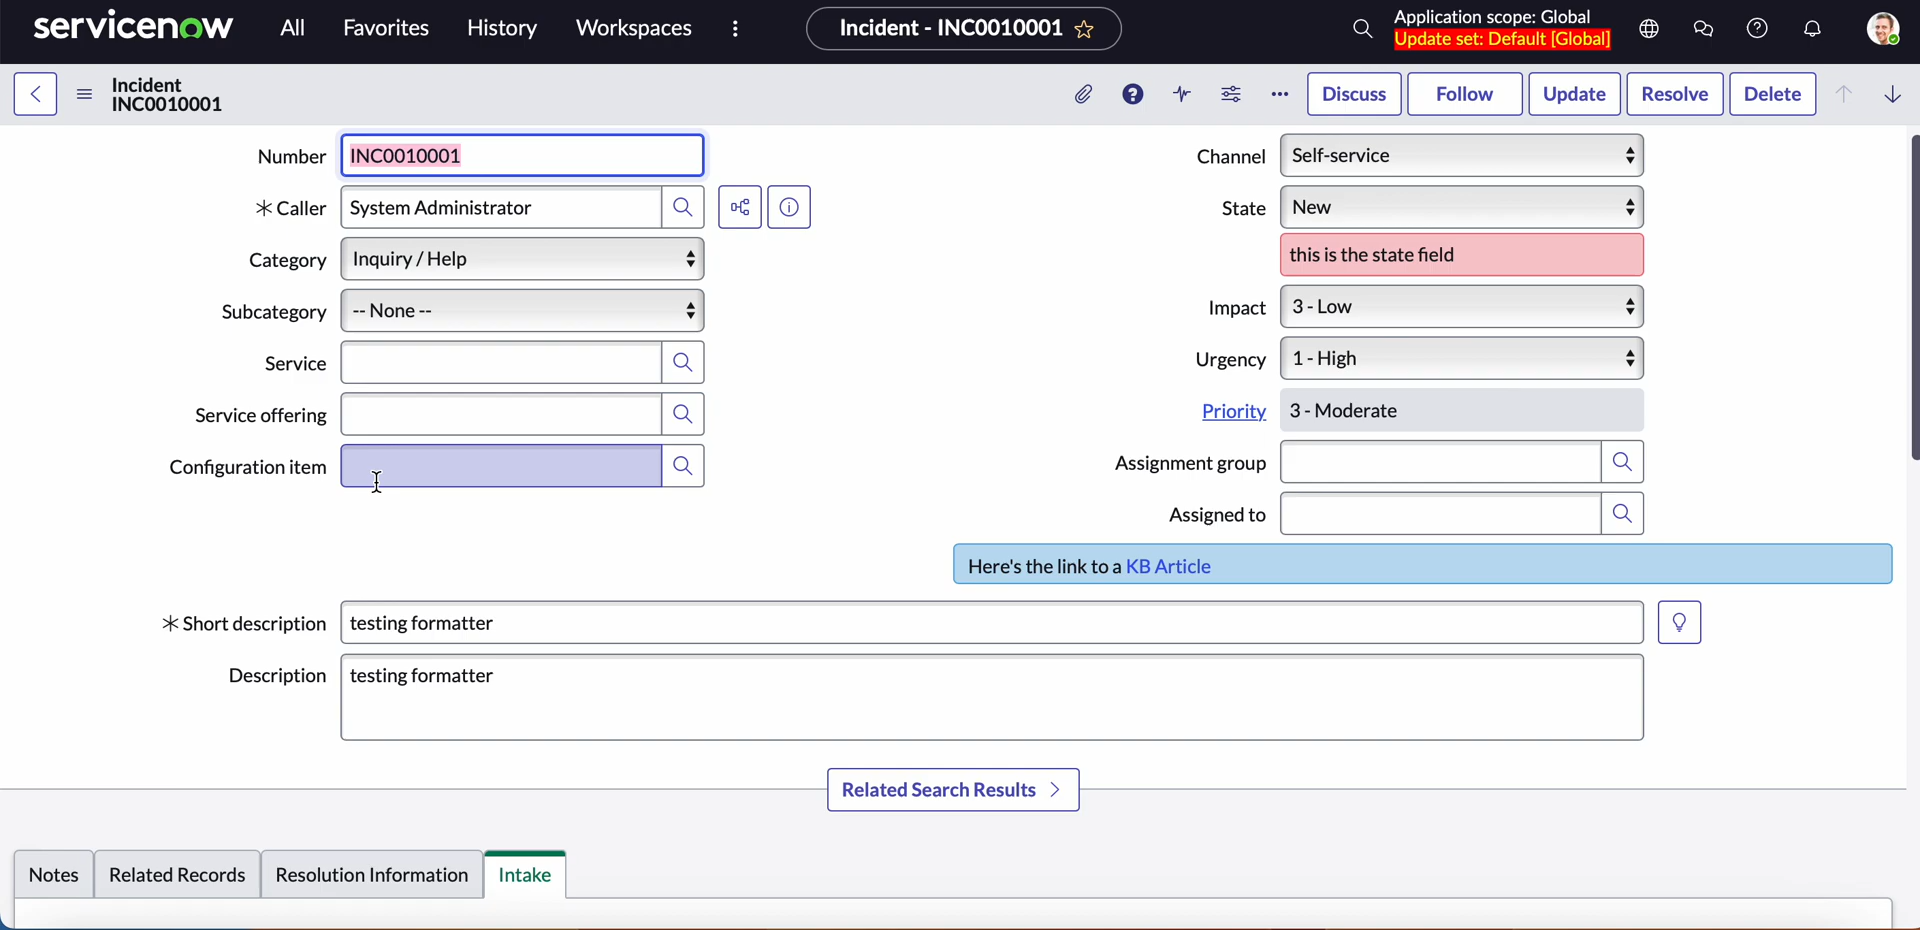 servicenow
All
Favorites
History
Workspaces
Incident - INC0010001
Application scope: Global
Update set: Default [Global]
Incident
INC0010001
Discuss
Follow
Update
Resolve
Delete
Number
INC0010001
Caller
System Administrator
Category
Inquiry / Help
Subcategory
-- None --
Service
Service offering
Configuration item
Channel
Self-service
State
New
this is the state field
Impact
3 - Low
Urgency
1 - High
Priority
3 - Moderate
Assignment group
Assigned to
Here's the link to a KB Article
Short description
testing formatter
Description
testing formatter
Related Search Results
Notes
Related Records
Resolution Information
Intake